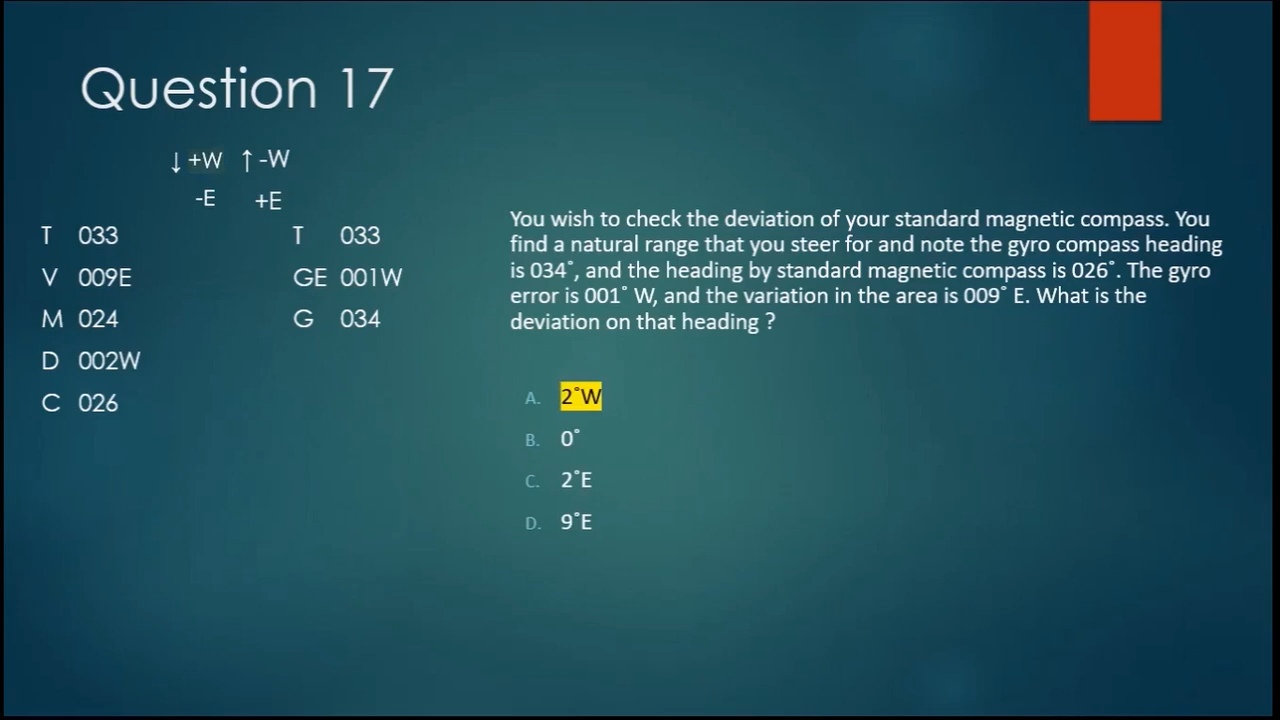 Question 17
↓ +W ↑ -W
-E +E
T 033 T 033
V 009E GE 001W
M 024 G 034
D 002W
C 026
You wish to check the deviation of your standard magnetic compass. You
find a natural range that you steer for and note the gyro compass heading
is 034°, and the heading by standard magnetic compass is 026°. The gyro
error is 001° W, and the variation in the area is 009° E. What is the
deviation on that heading ?
A. 2°W
B. 0°
C. 2°E
D. 9°E